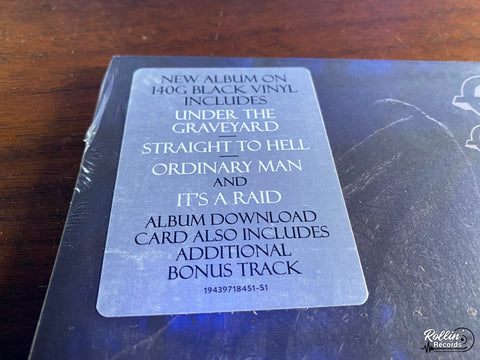 NEW ALBUM ON
140G BLACK VINYL
INCLUDES
UNDER THE
GRAVEYARD
STRAIGHT TO HELL
ORDINARY MAN
AND
IT'S A RAID
ALBUM DOWNLOAD
CARD ALSO INCLUDES
ADDITIONAL
BONUS TRACK
19439718451-S1
Rollin'
Records